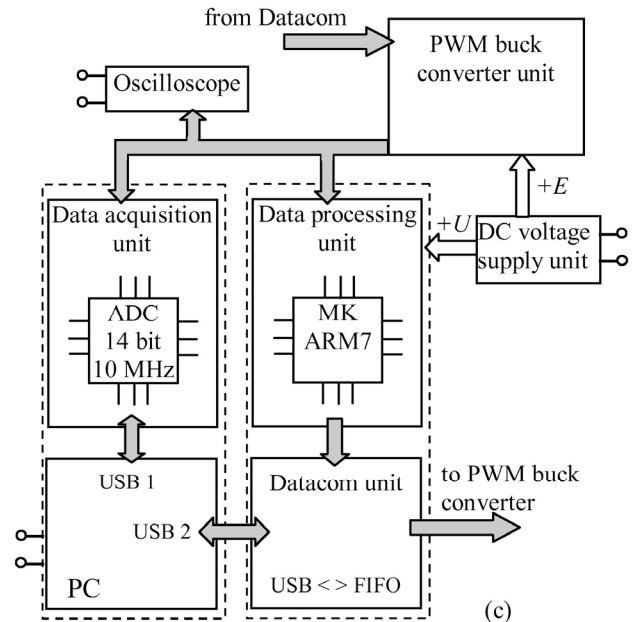 from Datacom
PWM buck
converter unit
Oscilloscope
+E
Data acquisition
unit
Data processing
unit
+U
DC voltage
supply unit
ADC
14 bit
10 MHz
MK
ARM7
USB 1
USB 2
PC
Datacom unit
USB < > FIFO
to PWM buck
converter
(c)